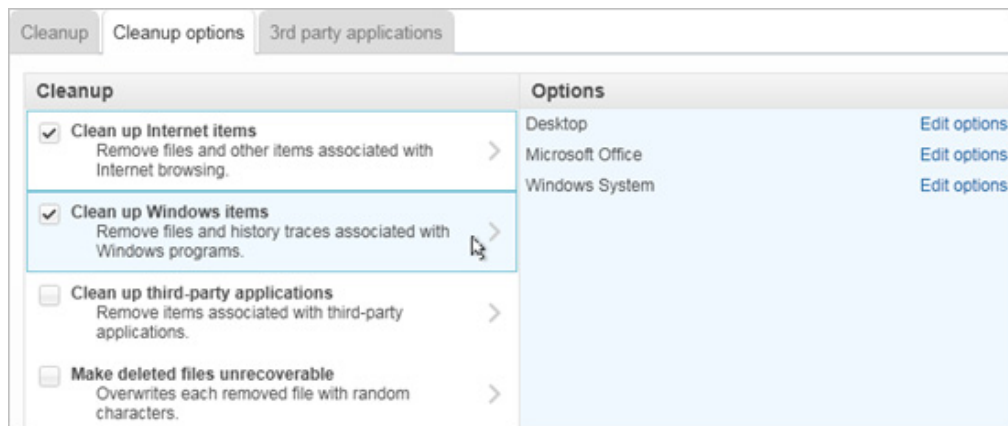 Cleanup
Cleanup options
3rd party applications
Cleanup
Clean up Internet items
Remove files and other items associated with
Internet browsing.
Clean up Windows items
Remove files and history traces associated with
Windows programs.
Clean up third-party applications
Remove items associated with third-party
applications.
Make deleted files unrecoverable
Overwrites each removed file with random
characters.
Options
Desktop
Edit options
Microsoft Office
Edit options
Windows System
Edit options